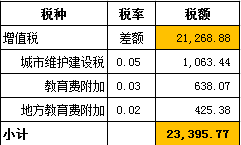 税种 税率 税额
增值税 差额 21,268.88
城市维护建设税 0.05 1,063.44
教育费附加 0.03 638.07
地方教育费附加 0.02 425.38
小计 23,395.77